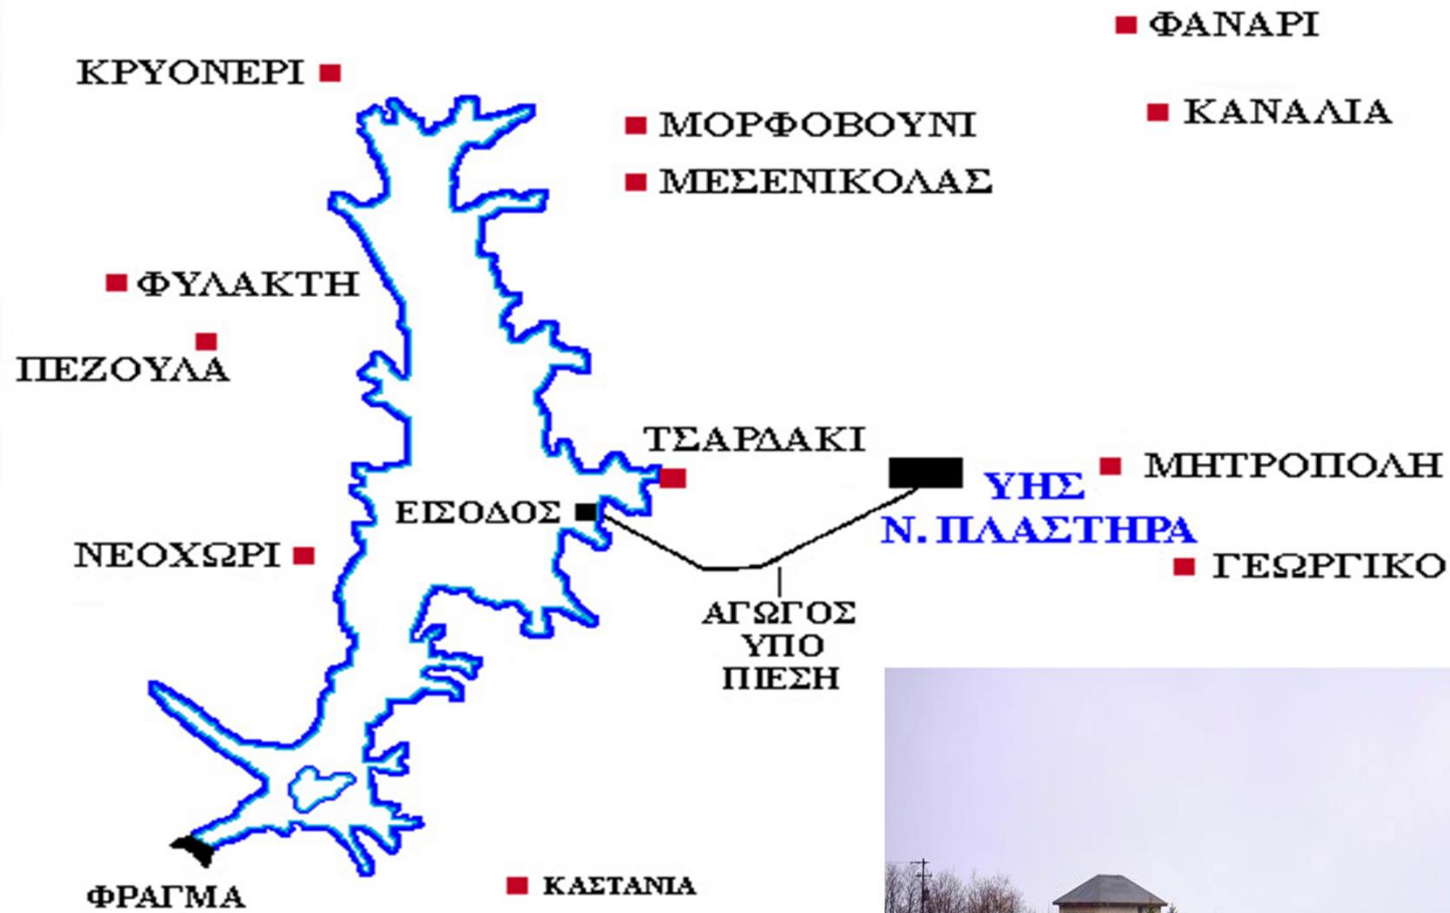 ΦΑΝΑΡΙ
ΚΡΥΟΝΕΡΙ
ΚΑΝΑΛΙΑ
ΜΟΡΦΟΒΟΥΝΙ
ΜΕΣΕΝΙΚΟΛΑΣ
ΦΥΛΑΚΤΗ
ΠΕΖΟΥΛΑ
ΤΣΑΡΔΑΚΙ
ΜΗΤΡΟΠΟΛΗ
ΥΗΣ
Ν. ΠΛΑΣΤΗΡΑ
ΕΙΣΟΔΟΣ
ΝΕΟΧΩΡΙ
ΓΕΩΡΓΙΚΟ
ΑΓΩΓΟΣ
ΥΠΟ
ΠΙΕΣΗ
ΦΡΑΓΜΑ
ΚΑΣΤΑΝΙΑ